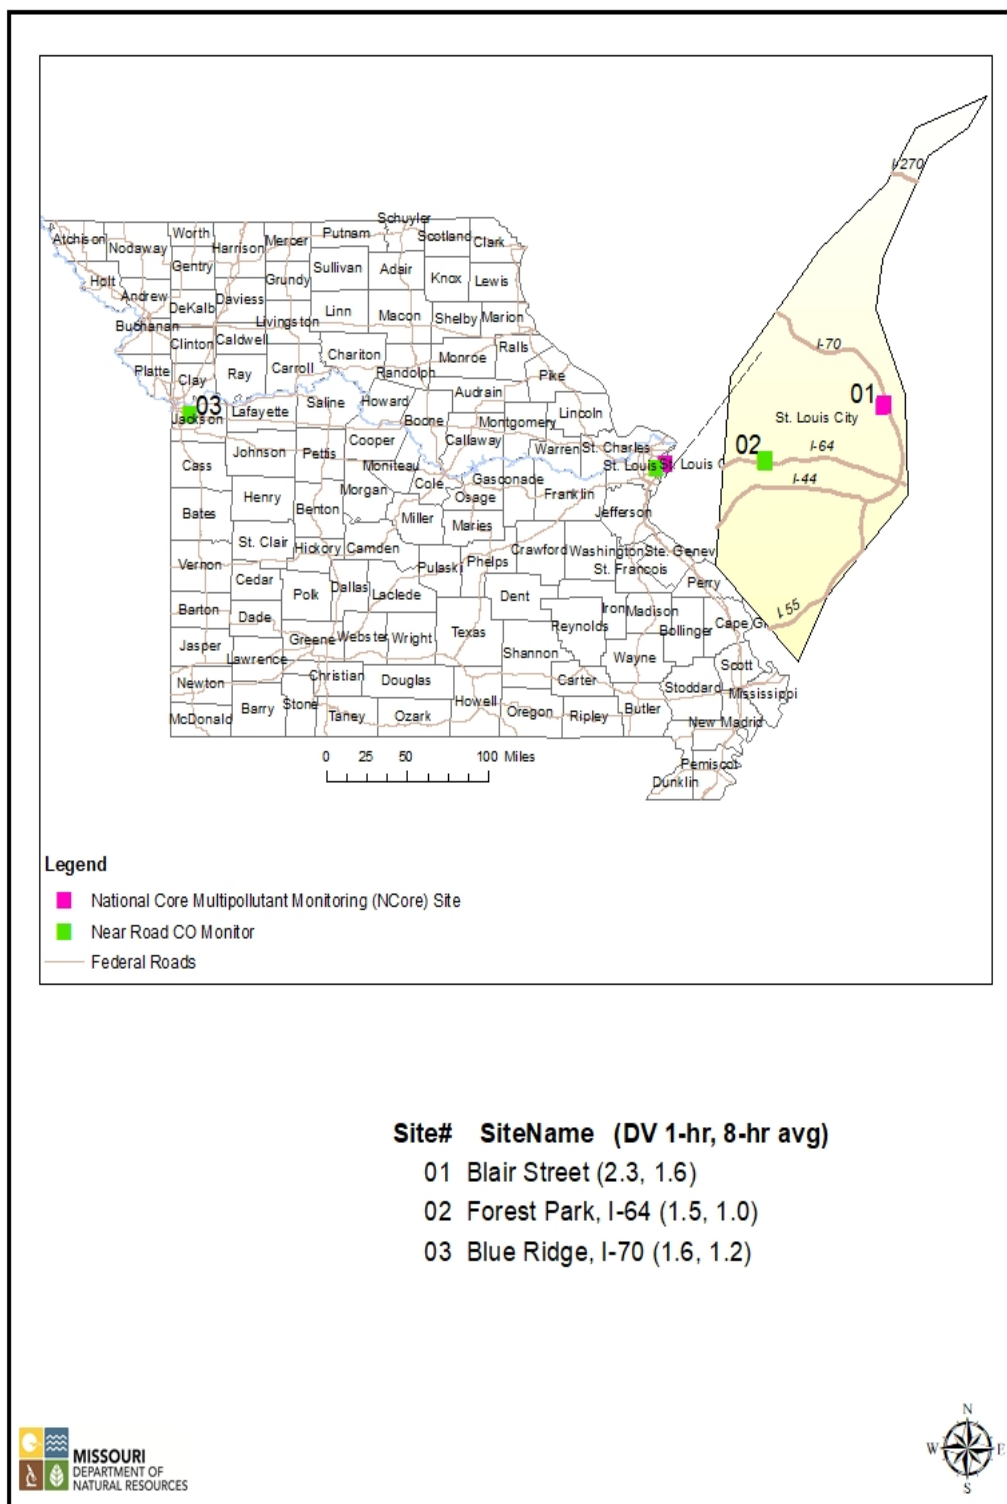 I-270
Schuyler
Atchison
Nodaway
Worth
Harrison
Mercer
Putnam
Scotland
Clark
Gentry
Sullivan
Adair
Knox
Lewis
Holt
Andrew
DeKalb
Daviess
Grundy
Linn
Macon
Shelby
Marion
Buchanan
Clinton
Caldwell
Livingston
Chariton
Monroe
Ralls
I-70
Platte
Clay
Ray
Carroll
Randolph
Pike
03
Jackson
Lafayette
Saline
Howard
Boone
Audrain
Montgomery
Lincoln
01
St. Louis City
Cass
Johnson
Pettis
Cooper
Moniteau
Callaway
Warren
St. Charles
02
I-64
St. Louis
St. Louis C
I-44
Cole
Osage
Gasconade
Franklin
Bates
Henry
Benton
Morgan
Miller
Maries
Jefferson
Vernon
St. Clair
Hickory
Camden
Pulaski
Phelps
Crawford
Washington
Ste. Genev
St. Francois
Perry
Cedar
Polk
Dallas
Laclede
Dent
Iron
Madison
I-55
Barton
Dade
Greene
Webster
Wright
Texas
Reynolds
Bollinger
Cape Gi
Jasper
Lawrence
Christian
Douglas
Shannon
Wayne
Scott
Newton
Stone
Howell
Carter
Stoddard
Mississippi
McDonald
Barry
Taney
Ozark
Oregon
Ripley
Butler
New Madrid
Pemiscot
Dunklin
0 25 50 100 Miles
Legend
National Core Multipollutant Monitoring (NCore) Site
Near Road CO Monitor
Federal Roads
Site# SiteName (DV 1-hr, 8-hr avg)
01 Blair Street (2.3, 1.6)
02 Forest Park, I-64 (1.5, 1.0)
03 Blue Ridge, I-70 (1.6, 1.2)
MISSOURI
DEPARTMENT OF
NATURAL RESOURCES
N
W E
S